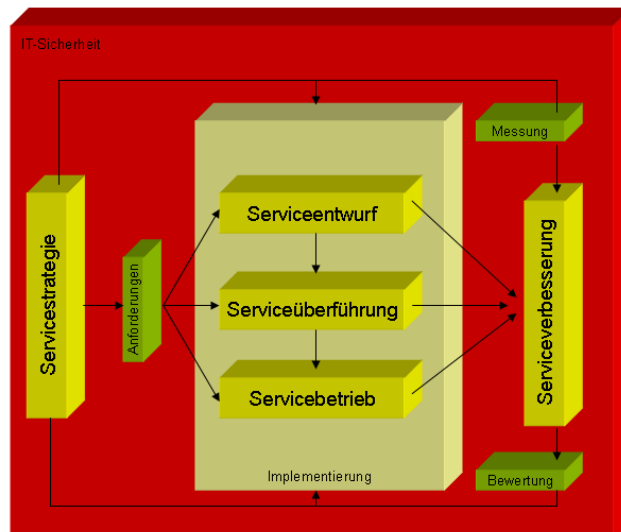 IT-Sicherheit
Messung
Servicestrategie
Anforderungen
Serviceentwurf
Serviceüberführung
Servicebetrieb
Serviceverbesserung
Implementierung
Bewertung